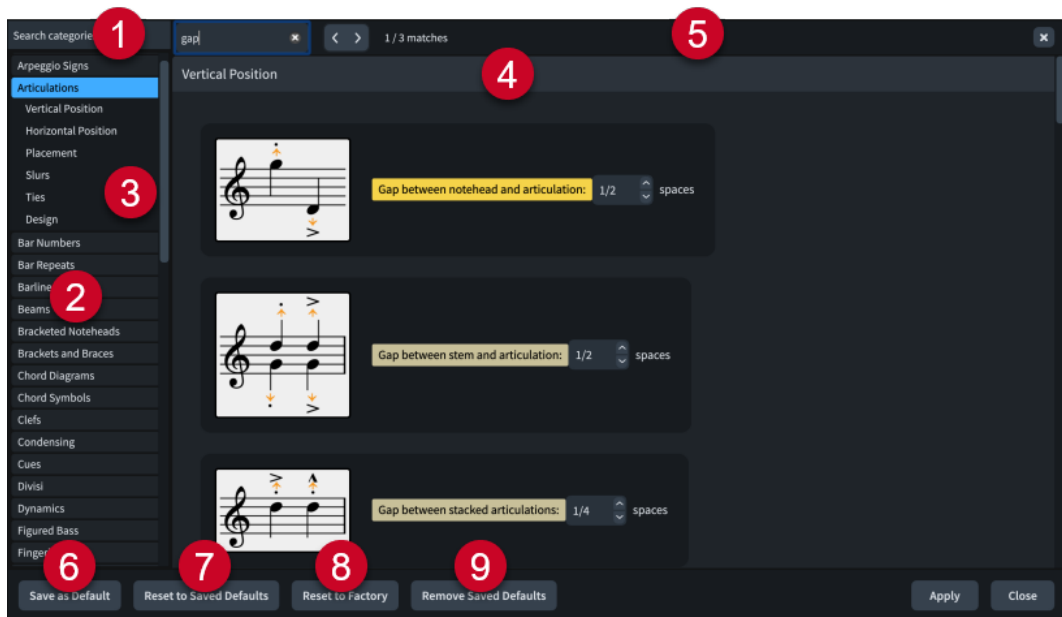 Search categorie 1
gap
1 / 3 matches
5
Arpeggio Signs
Articulations
Vertical Position
Horizontal Position
Placement
Slurs
Ties
Design
3
Bar Numbers
Bar Repeats
Barline
2
Beams
Bracketed Noteheads
Brackets and Braces
Chord Diagrams
Chord Symbols
Clefs
Condensing
Cues
Divisi
Dynamics
Figured Bass
Finger
Vertical Position
4
Gap between notehead and articulation: 1/2 spaces
Gap between stem and articulation: 1/2 spaces
Gap between stacked articulations: 1/4 spaces
6
7
8
9
Save as Default
Reset to Saved Defaults
Reset to Factory
Remove Saved Defaults
Apply
Close